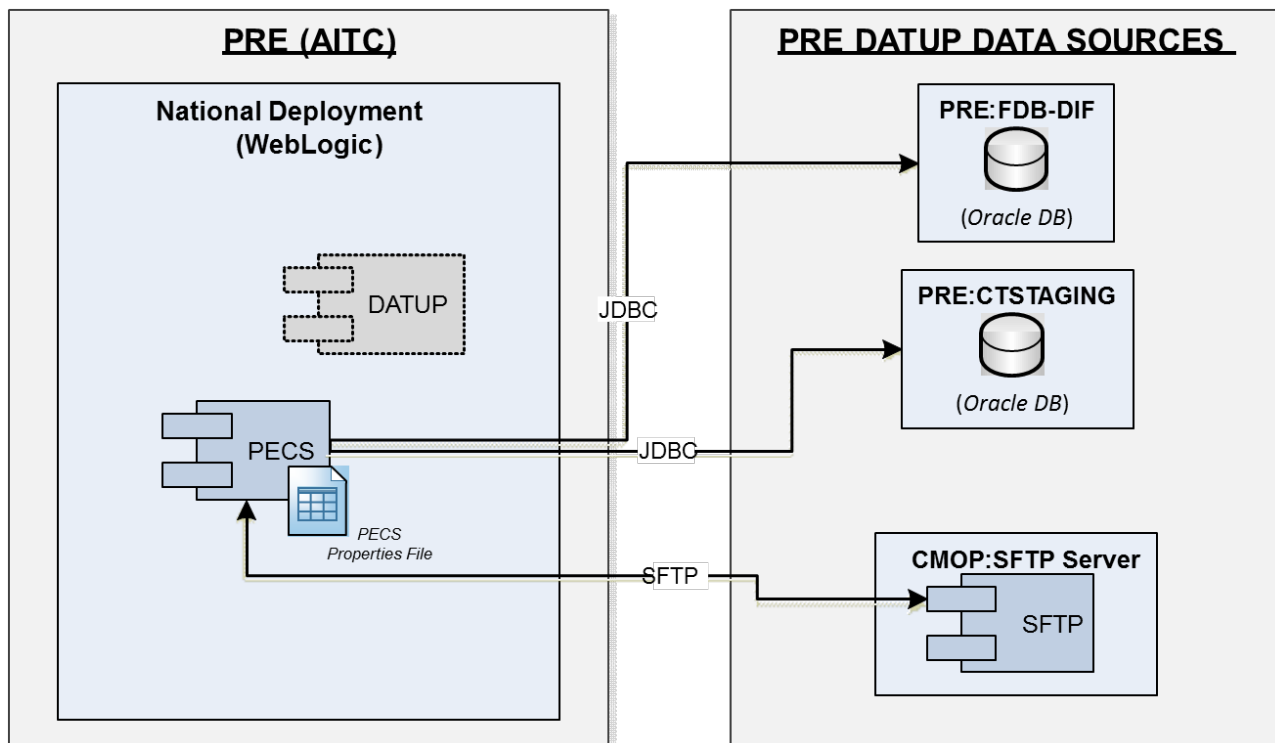 PRE (AITC)
National Deployment
(WebLogic)
DATUP
PECS
PECS
Properties File
JDBC
JDBC
SFTP
PRE DATUP DATA SOURCES
PRE:FDB-DIF
(Oracle DB)
PRE:CTSTAGING
(Oracle DB)
CMOP:SFTP Server
SFTP